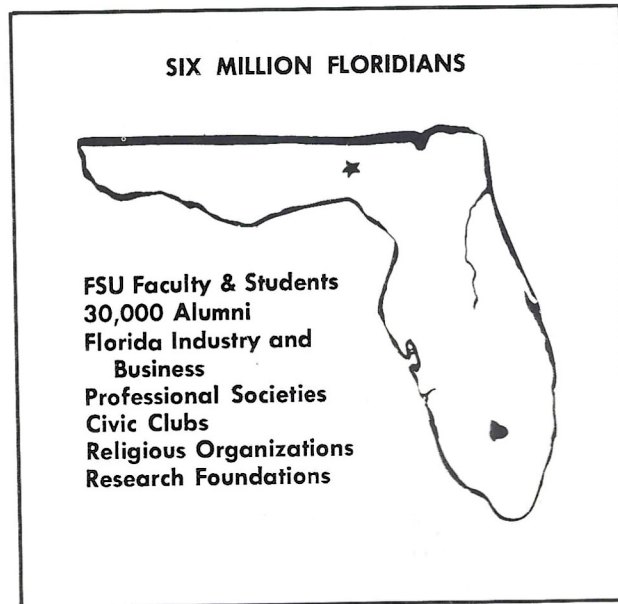 SIX MILLION FLORIDIANS
FSU Faculty & Students
30,000 Alumni
Florida Industry and
Business
Professional Societies
Civic Clubs
Religious Organizations
Research Foundations